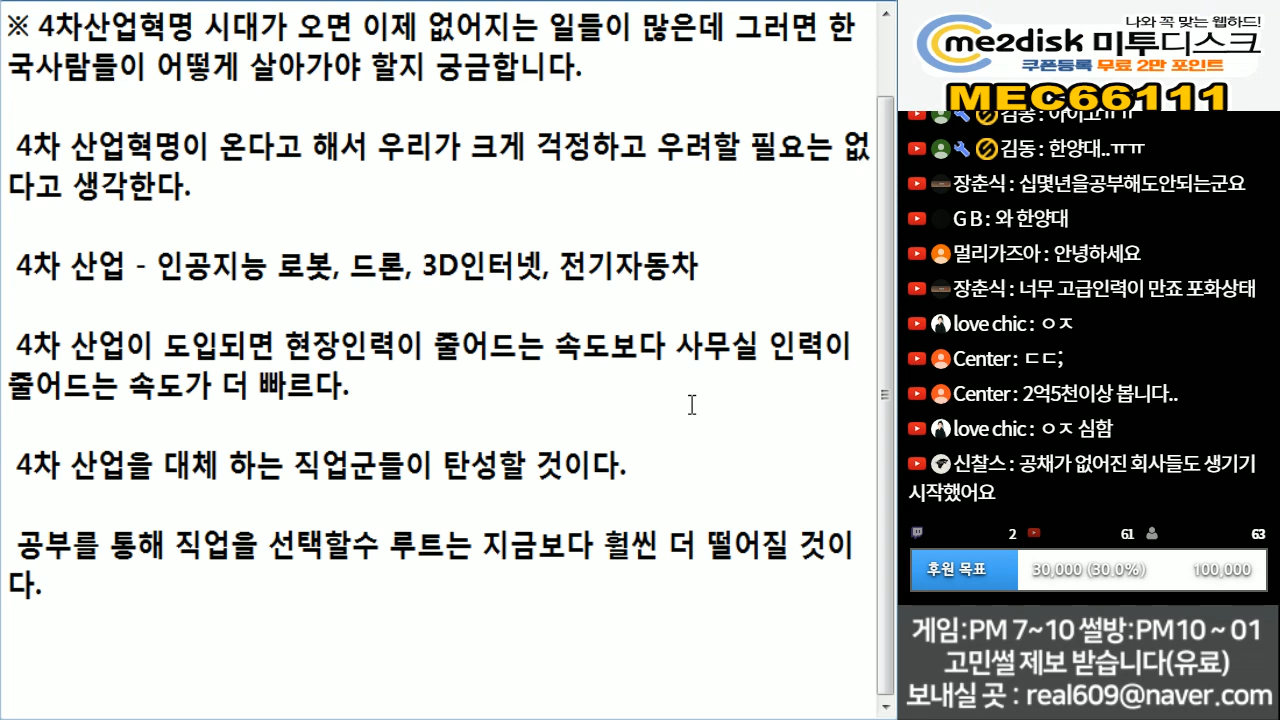 ※ 4차산업혁명 시대가 오면 이제 없어지는 일들이 많은데 그러면 한
국사람들이 어떻게 살아가야 할지 궁금합니다.
4차 산업혁명이 온다고 해서 우리가 크게 걱정하고 우려할 필요는 없
다고 생각한다.
4차 산업 - 인공지능 로봇, 드론, 3D인터넷, 전기자동차
4차 산업이 도입되면 현장인력이 줄어드는 속도보다 사무실 인력이
줄어드는 속도가 더 빠르다.
4차 산업을 대체 하는 직업군들이 탄성할 것이다.
공부를 통해 직업을 선택할수 루트는 지금보다 훨씬 더 떨어질 것이
다.
나와 꼭 맞는 웹하드!
me2disk 미투디스크
쿠폰등록 무료 2만 포인트
MEC66111
김동 : 아이고ㅠㅠ
김동 : 한양대..ㅠㅠ
장춘식 : 십몇년을공부해도안되는군요
G B : 와 한양대
멀리가즈아 : 안녕하세요
장춘식 : 너무 고급인력이 만죠 포화상태
love chic : ㅇㅈ
Center : ㄷㄷ;
Center : 2억5천이상 봅니다..
love chic : ㅇㅈ 심함
신찰스 : 공채가 없어진 회사들도 생기기
시작했어요
2 61 63
후원 목표 30,000 (30.0%) 100,000
게임:PM 7~10 썰방:PM10 ~ 01
고민썰 제보 받습니다(유료)
보내실 곳 : real609@naver.com